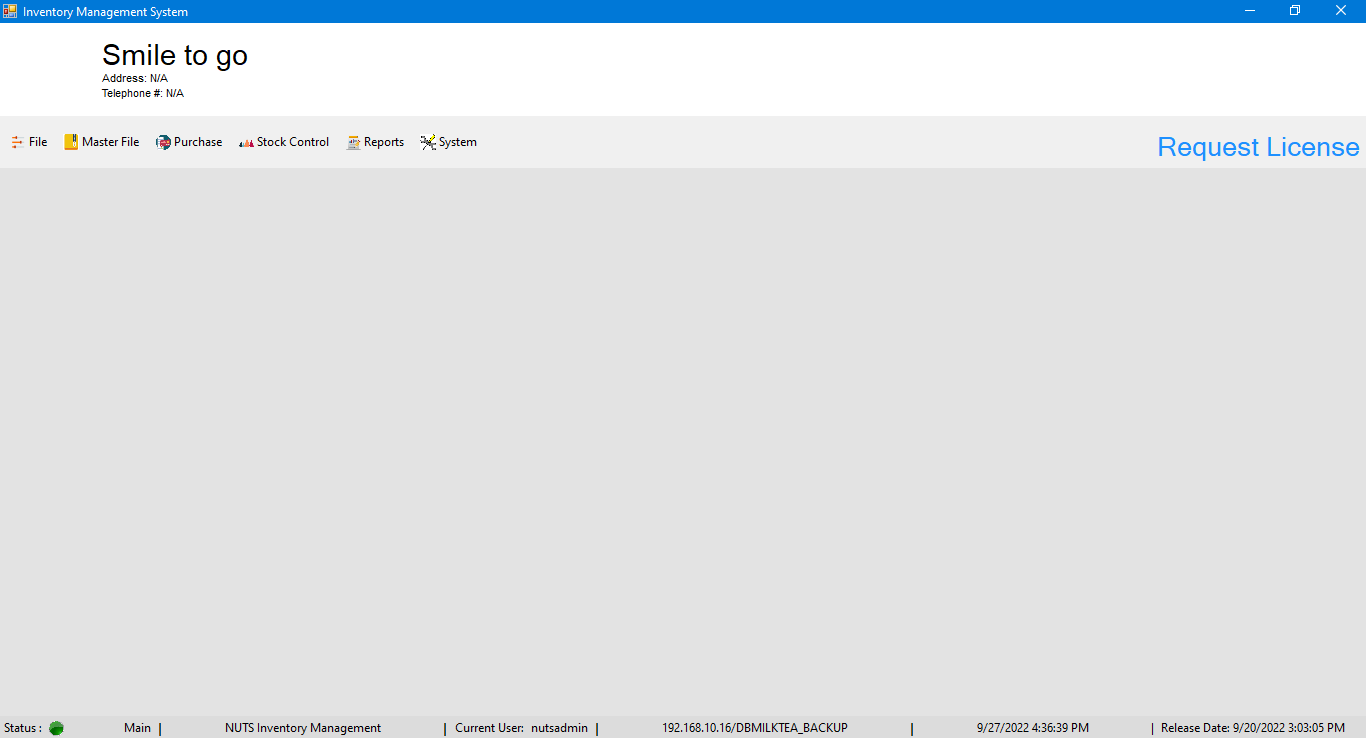 Inventory Management System
Smile to go
Address: N/A
Telephone #: N/A
File Master File Purchase Stock Control Reports System
Request License
Status : Main | NUTS Inventory Management | Current User: nutsadmin | 192.168.10.16/DBMILKTEA_BACKUP | 9/27/2022 4:36:39 PM | Release Date: 9/20/2022 3:03:05 PM